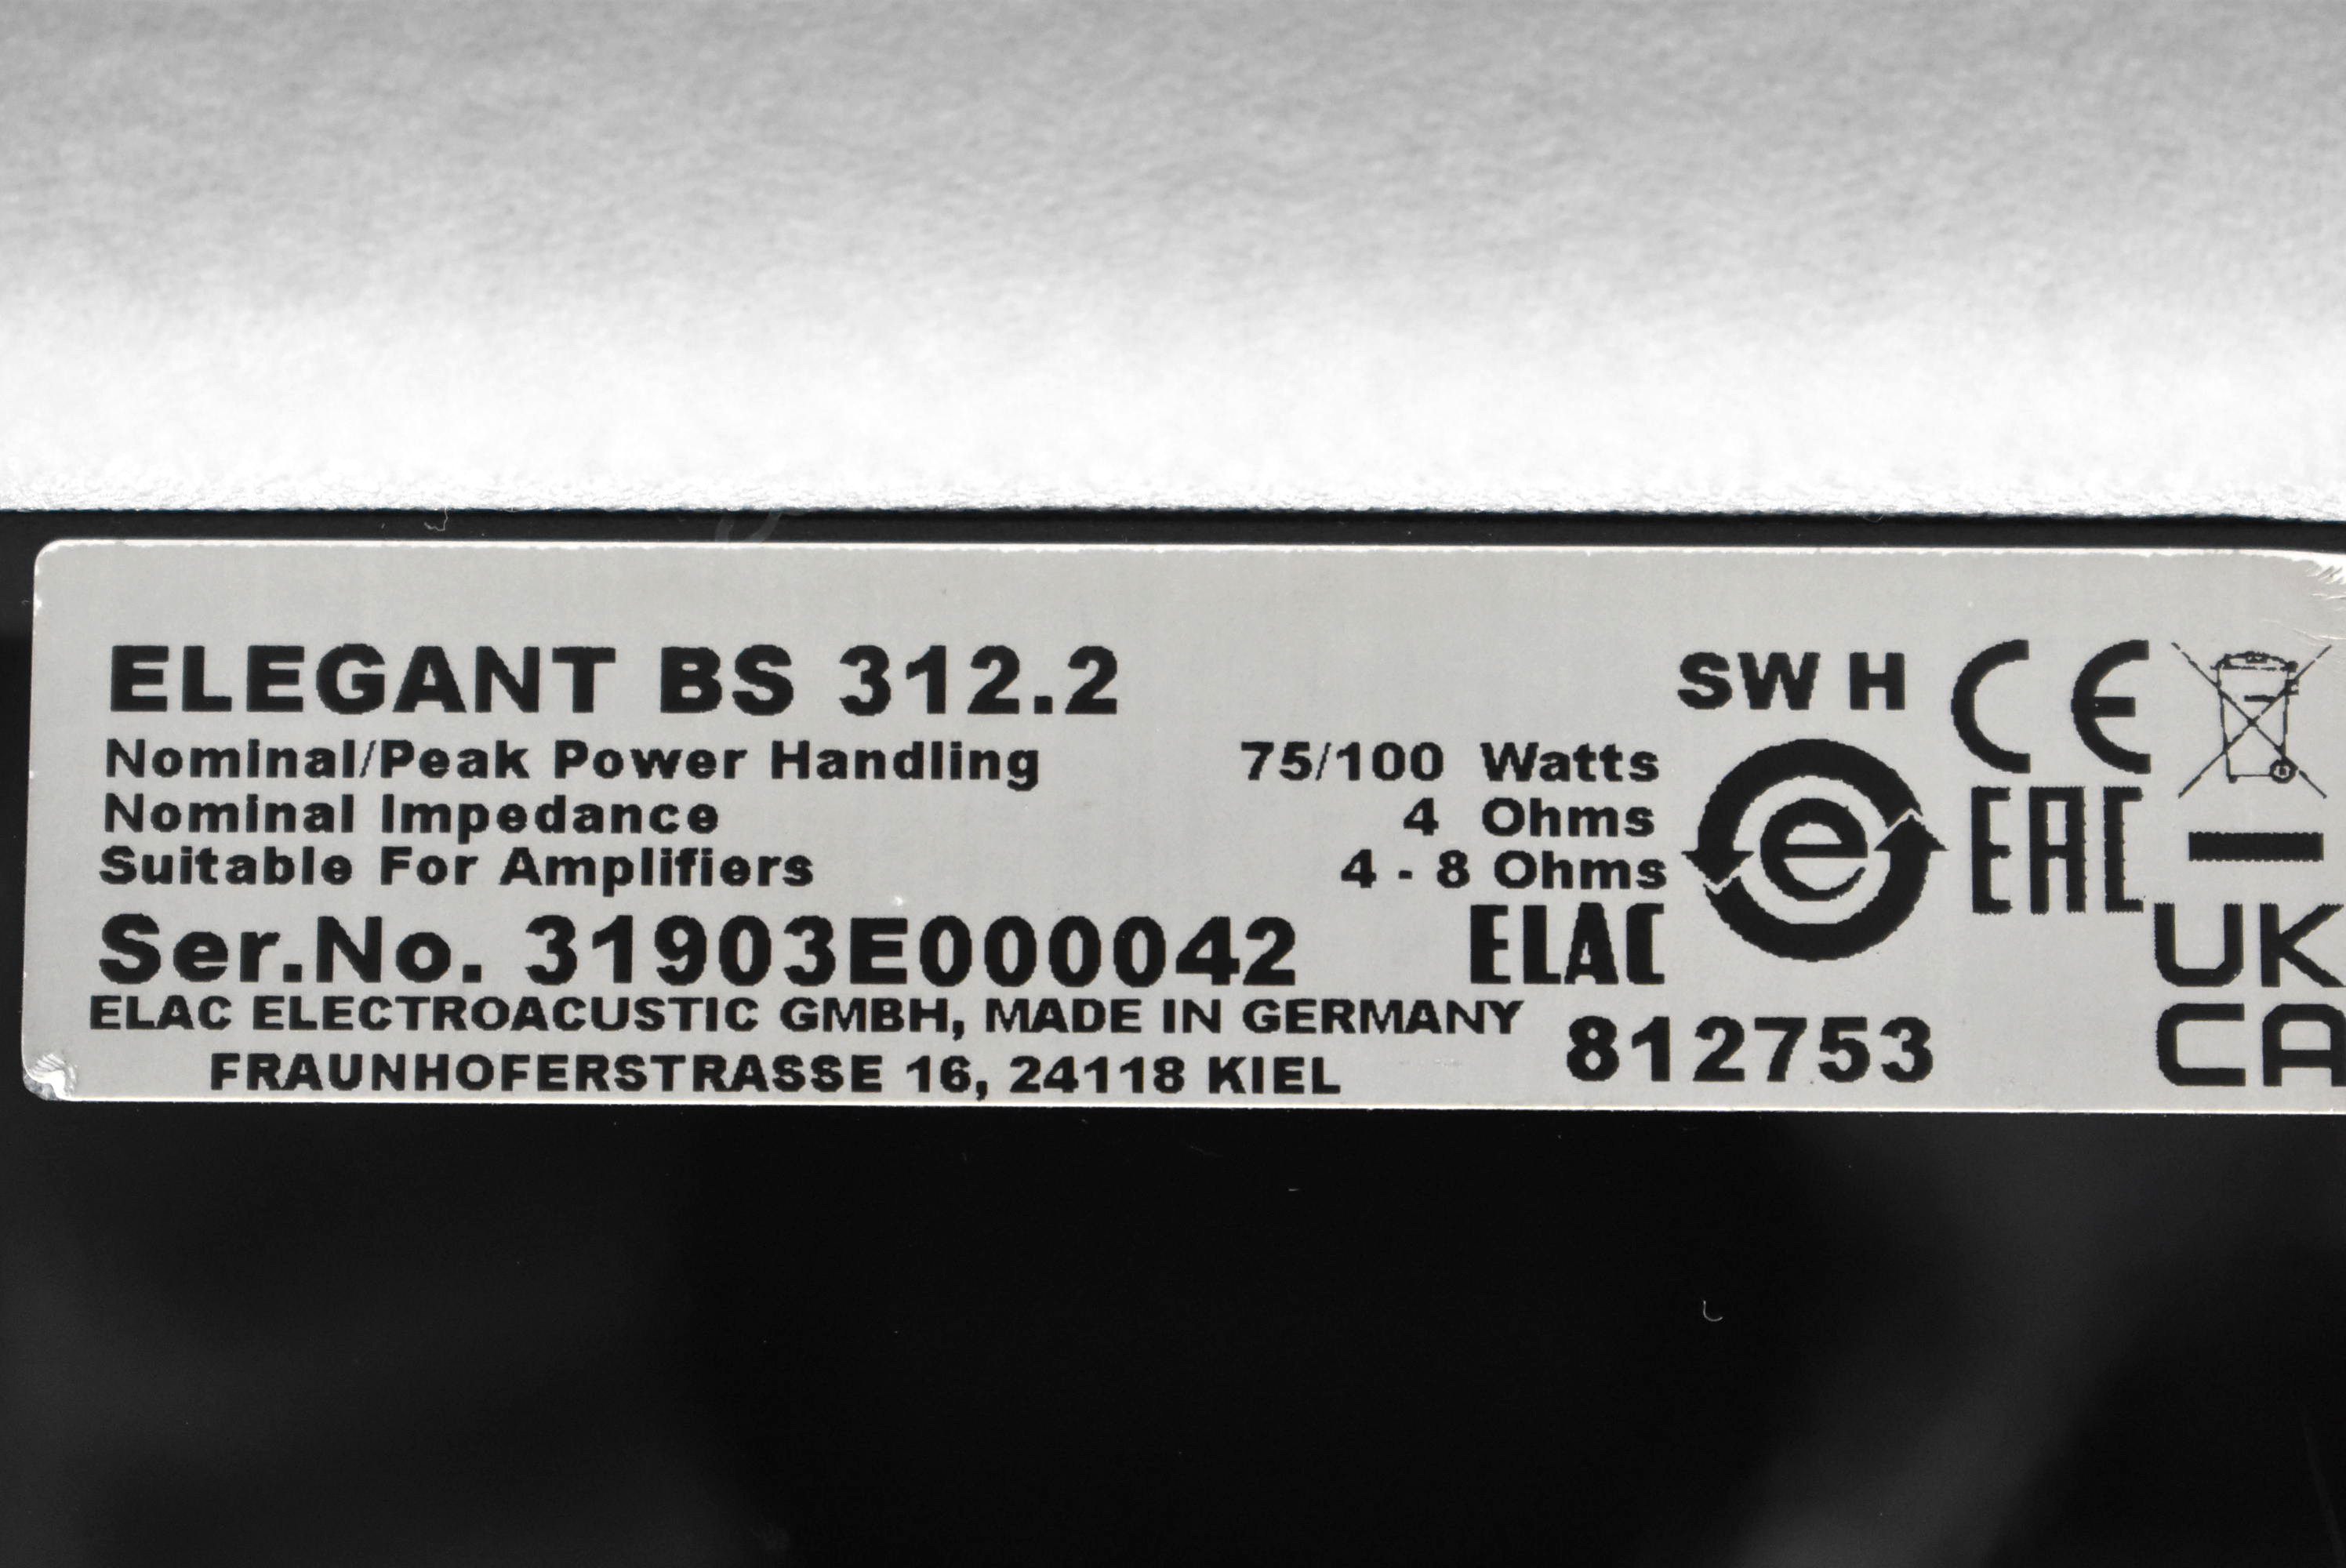 ELEGANT BS 312.2
SW H
CE
Nominal/Peak Power Handling 75/100 Watts
Nominal Impedance 4 Ohms
Suitable For Amplifiers 4 - 8 Ohms
e
EAC
Ser.No. 31903E000042
ELAC
UK
CA
ELAC ELECTROACUSTIC GMBH, MADE IN GERMANY
812753
FRAUNHOFERSTRASSE 16, 24118 KIEL